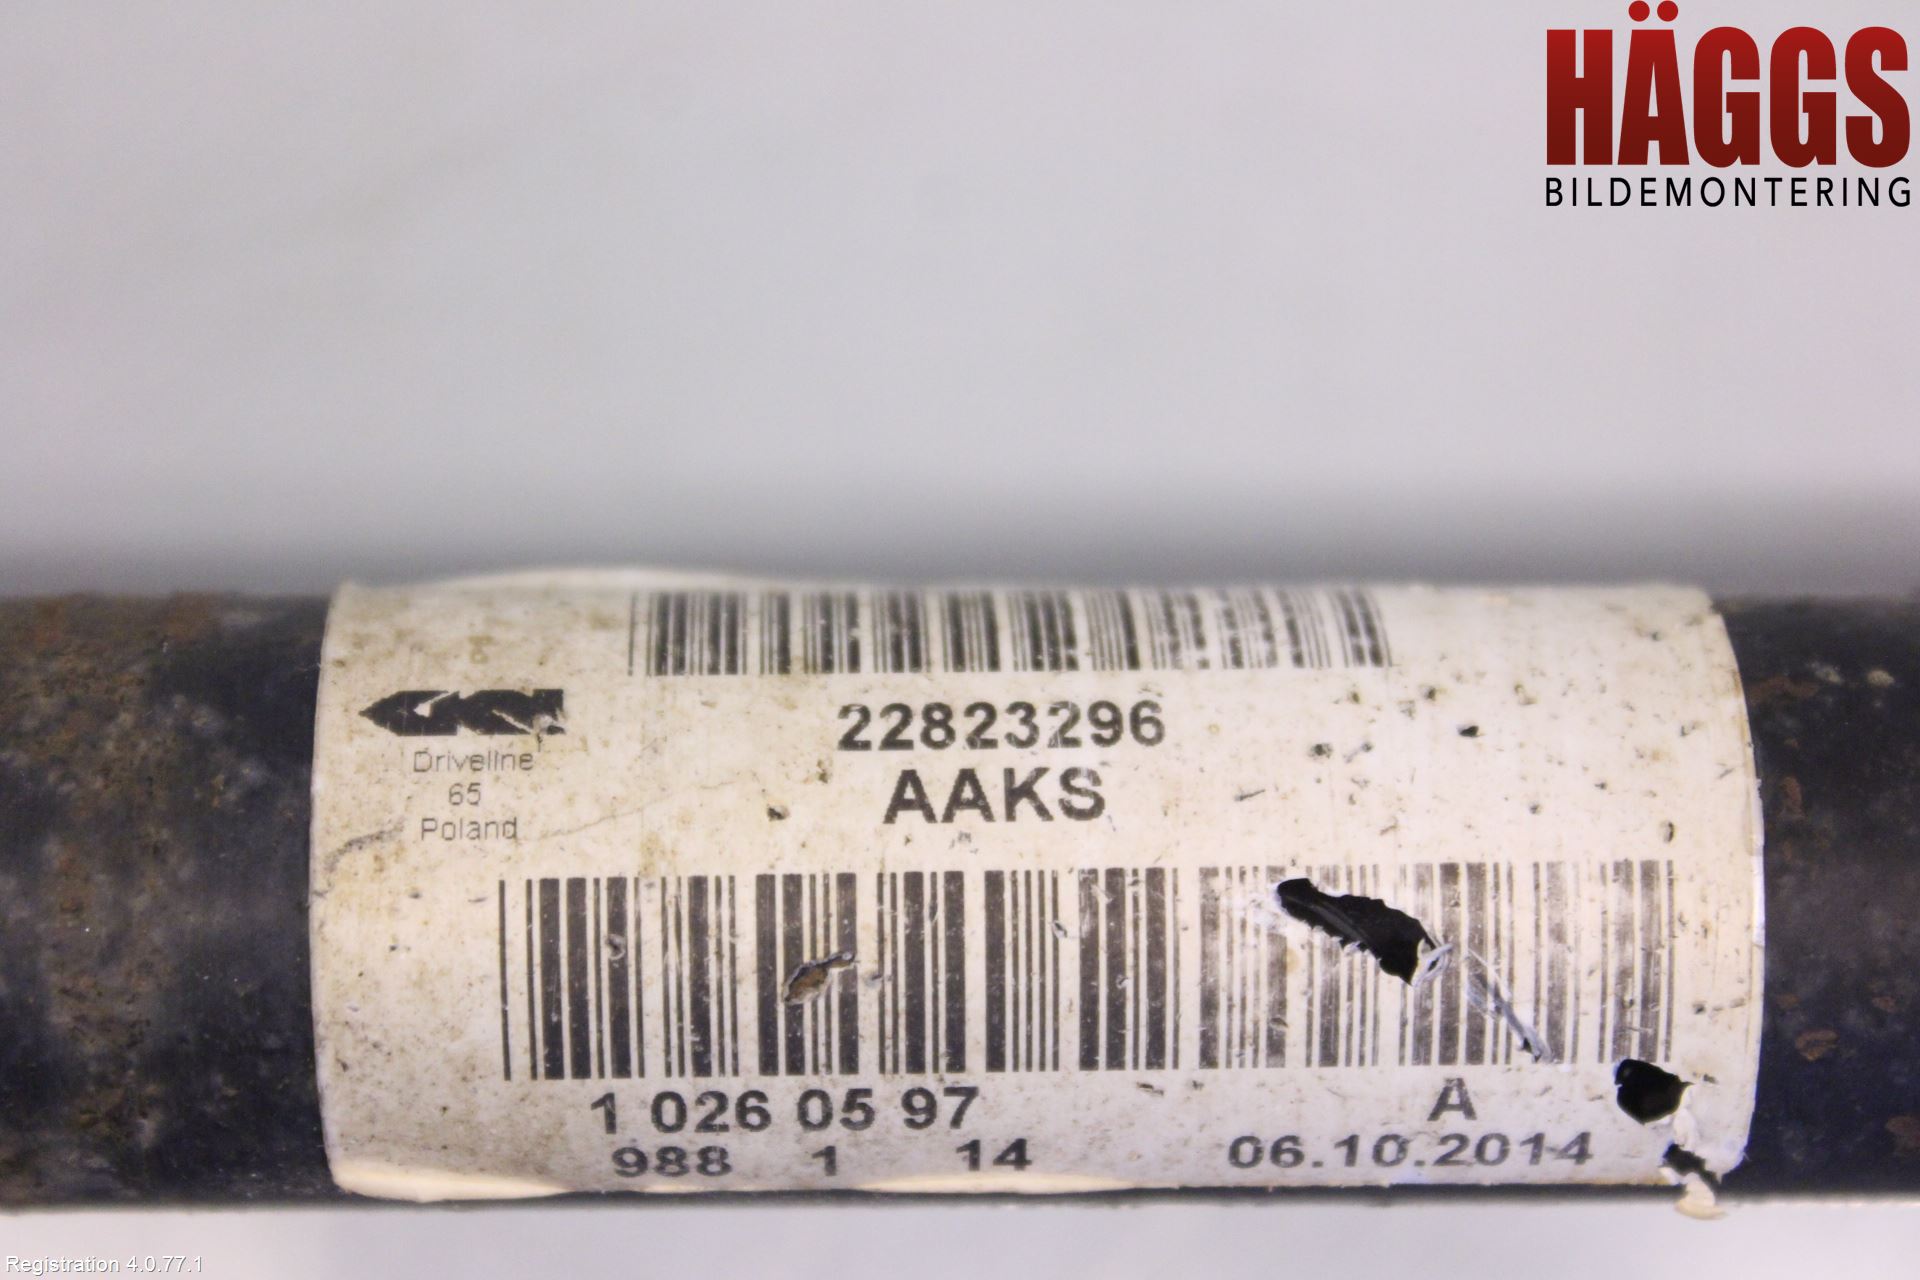 HÄGGS
BILDEMONTERING
GKN
Driveline
65
Poland
22823296
AAKS
1 026 05 97 A
988 1 14 06.10.2014
Registration 4.0.77.1